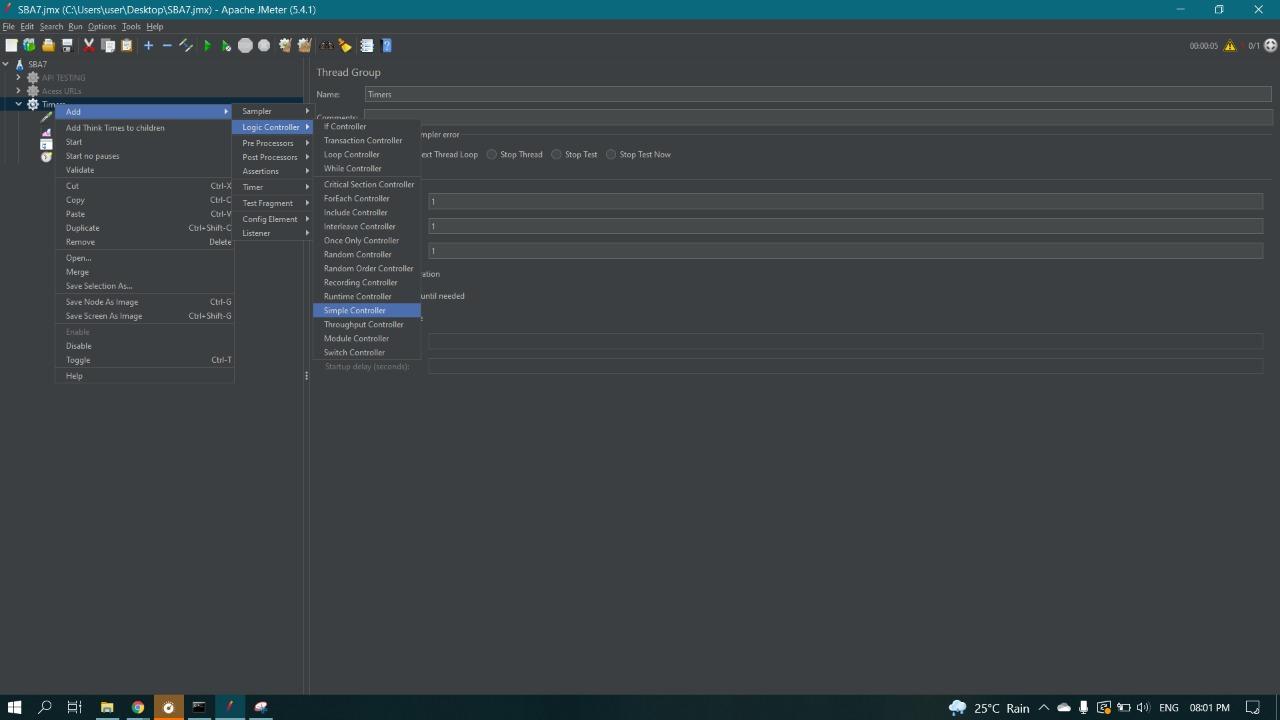 SBA7.jmx (C:\Users\user\Desktop\SBA7.jmx) - Apache JMeter (5.4.1)
File Edit Search Run Options Tools Help
00:00:05 0/1
SBA7
API TESTING
Acess URLs
Timers
Add
Add Think Times to children
Start
Start no pauses
Validate
Cut Ctrl-X
Copy Ctrl-C
Paste Ctrl-V
Duplicate Ctrl+Shift-C
Remove Delete
Open...
Merge
Save Selection As...
Save Node As Image Ctrl-G
Save Screen As Image Ctrl+Shift-G
Enable
Disable
Toggle Ctrl-T
Help
Sampler
Logic Controller
Pre Processors
Post Processors
Assertions
Timer
Test Fragment
Config Element
Listener
If Controller
Transaction Controller
Loop Controller
While Controller
Critical Section Controller
ForEach Controller
Include Controller
Interleave Controller
Once Only Controller
Random Controller
Random Order Controller
Recording Controller
Runtime Controller
Simple Controller
Throughput Controller
Module Controller
Switch Controller
Thread Group
Name: Timers
Comments:
mpler error
ext Thread Loop Stop Thread Stop Test Stop Test Now
1
1
1
ration
until needed
Startup delay (seconds):
25°C Rain ENG 08:01 PM